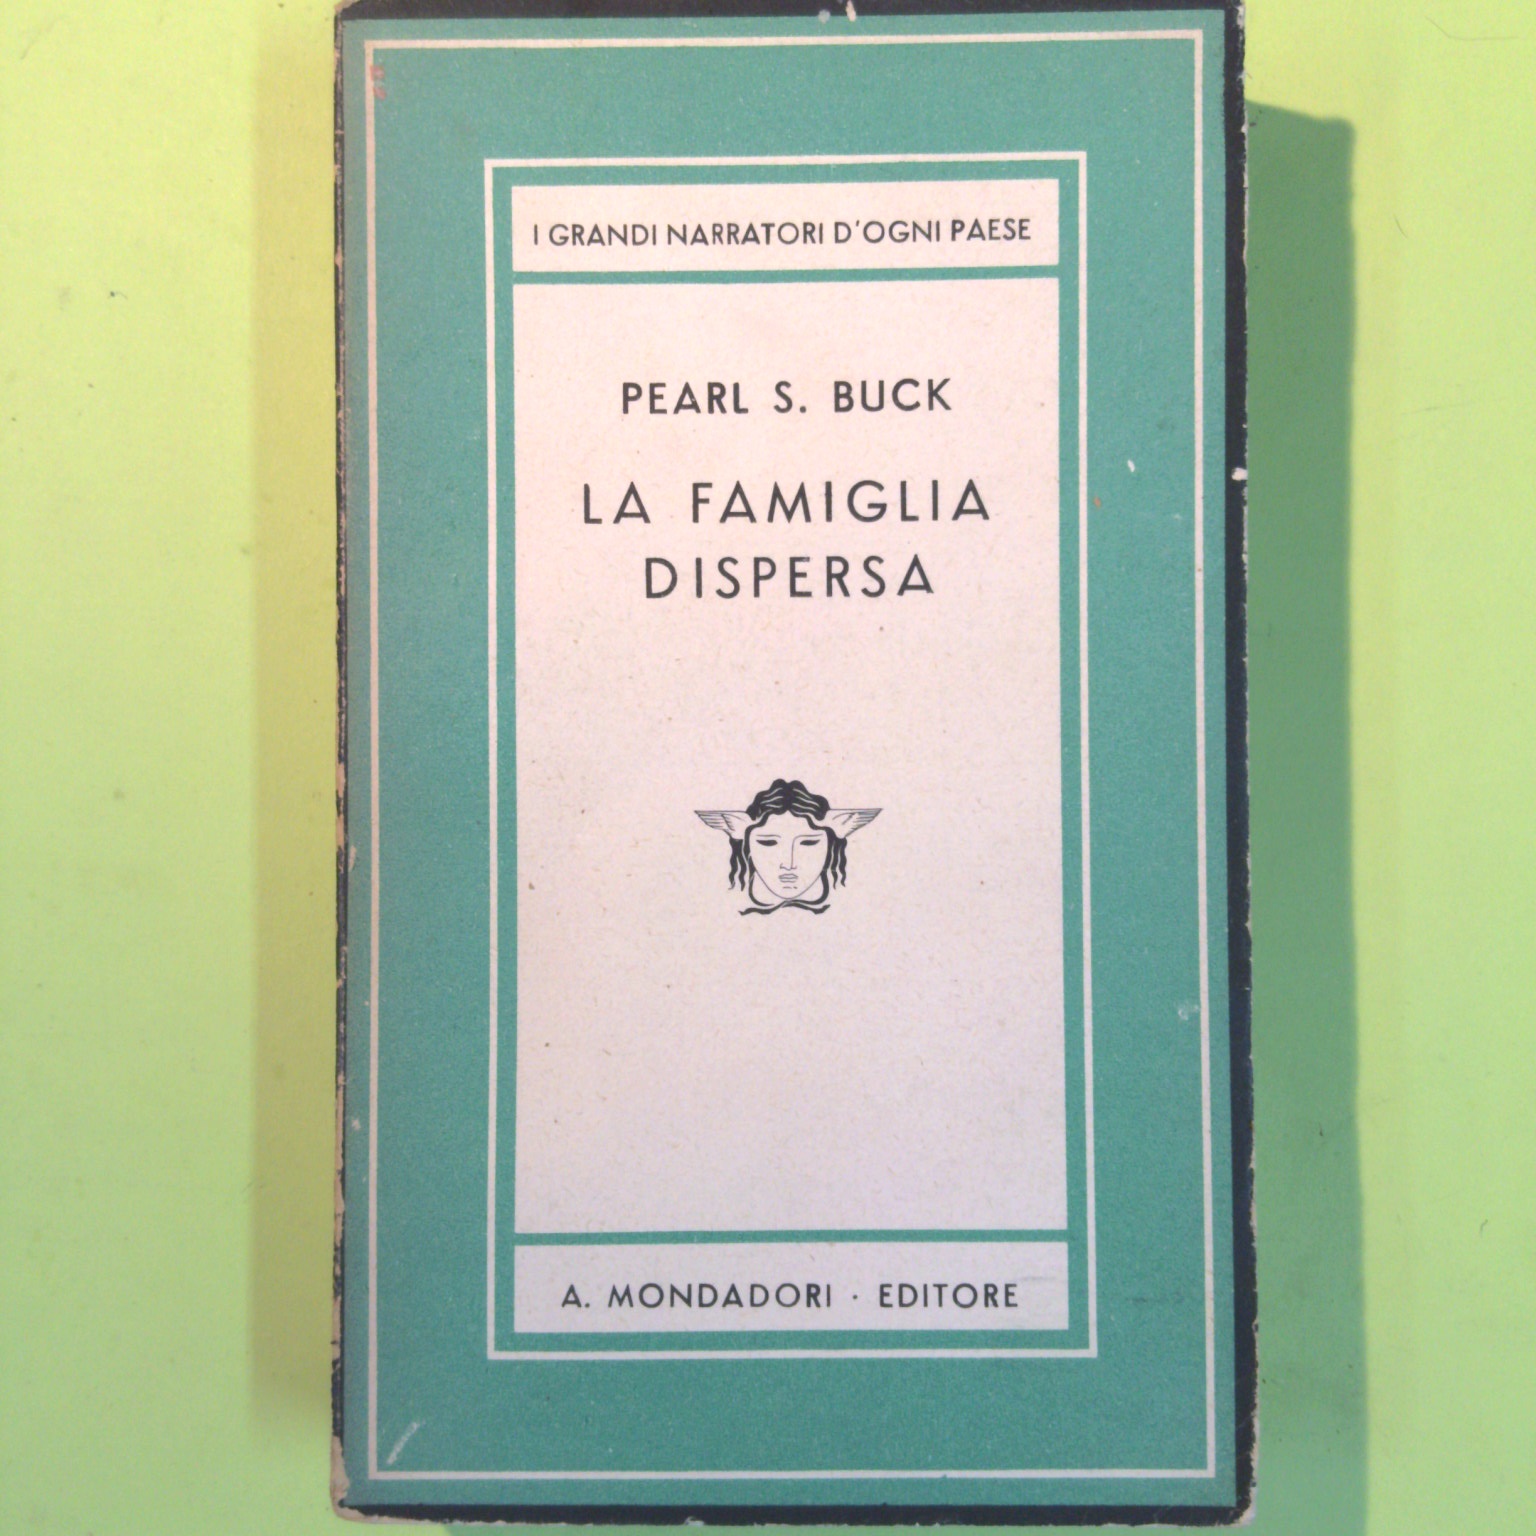 I GRANDI NARRATORI D'OGNI PAESE
PEARL S. BUCK
LA FAMIGLIA
DISPERSA
A. MONDADORI · EDITORE